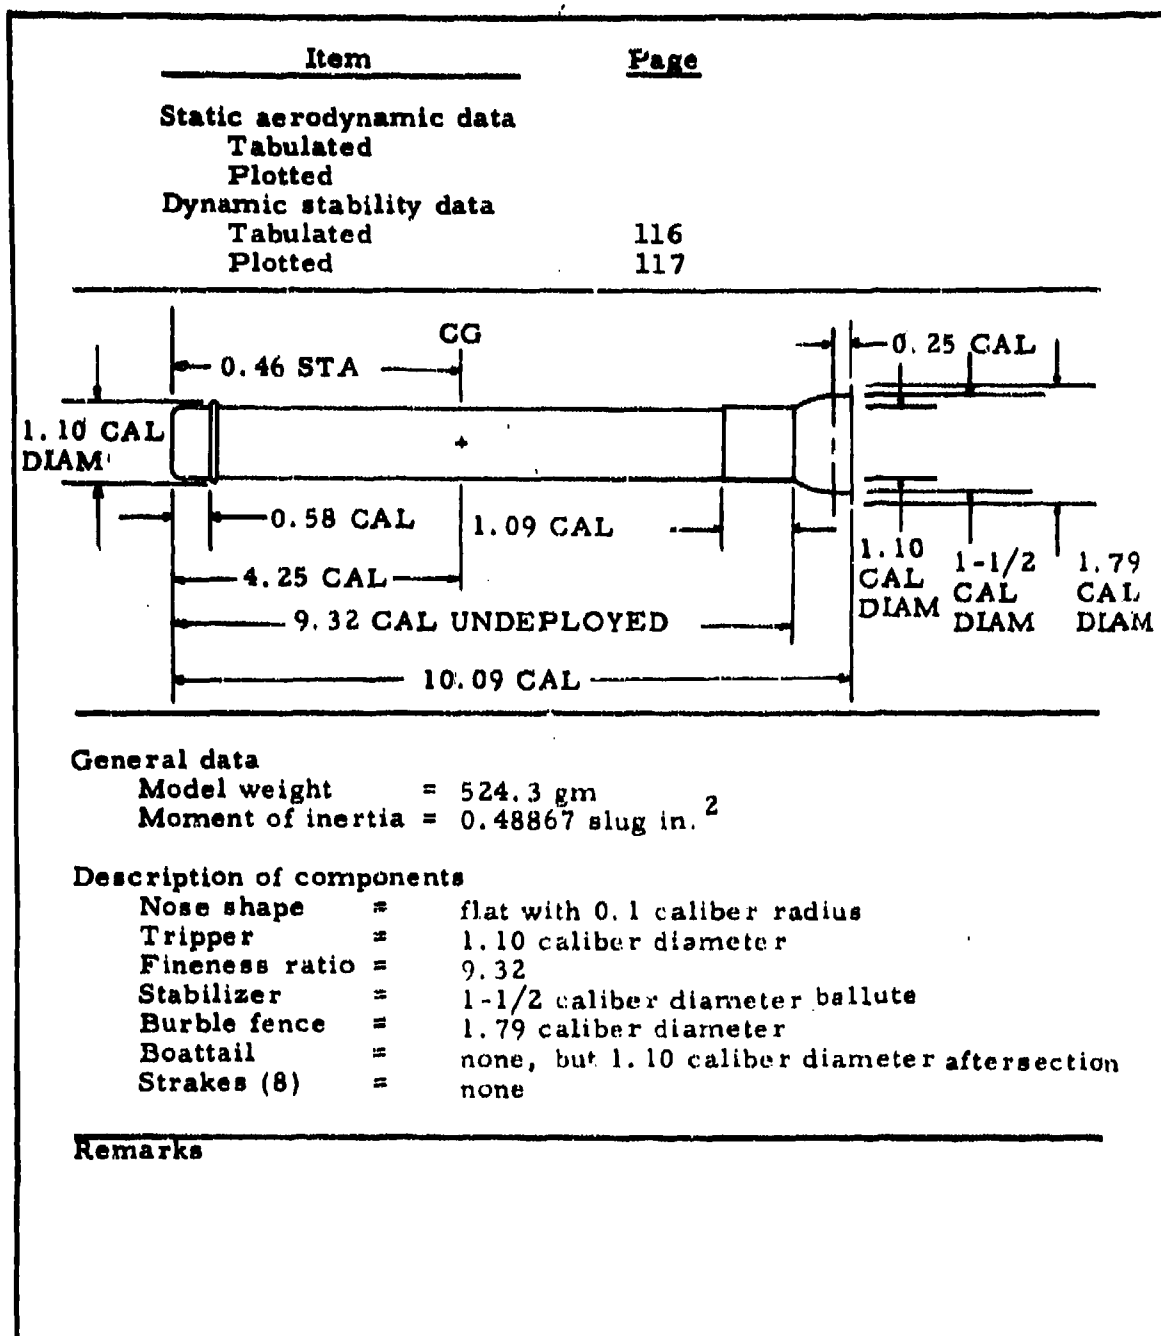 Item Page
Static aerodynamic data
Tabulated
Plotted
Dynamic stability data
Tabulated 116
Plotted 117
CG
0.46 STA
0.25 CAL
1.10 CAL
DIAM
0.58 CAL
1.09 CAL
4.25 CAL
9.32 CAL UNDEPLOYED
10.09 CAL
1.10
CAL
DIAM
1-1/2
CAL
DIAM
1.79
CAL
DIAM
General data
Model weight = 524.3 gm
Moment of inertia = 0.48867 slug in.2
Description of components
Nose shape = flat with 0.1 caliber radius
Tripper = 1.10 caliber diameter
Fineness ratio = 9.32
Stabilizer = 1-1/2 caliber diameter ballute
Burble fence = 1.79 caliber diameter
Boattail = none, but 1.10 caliber diameter aftersection
Strakes (8) = none
Remarks